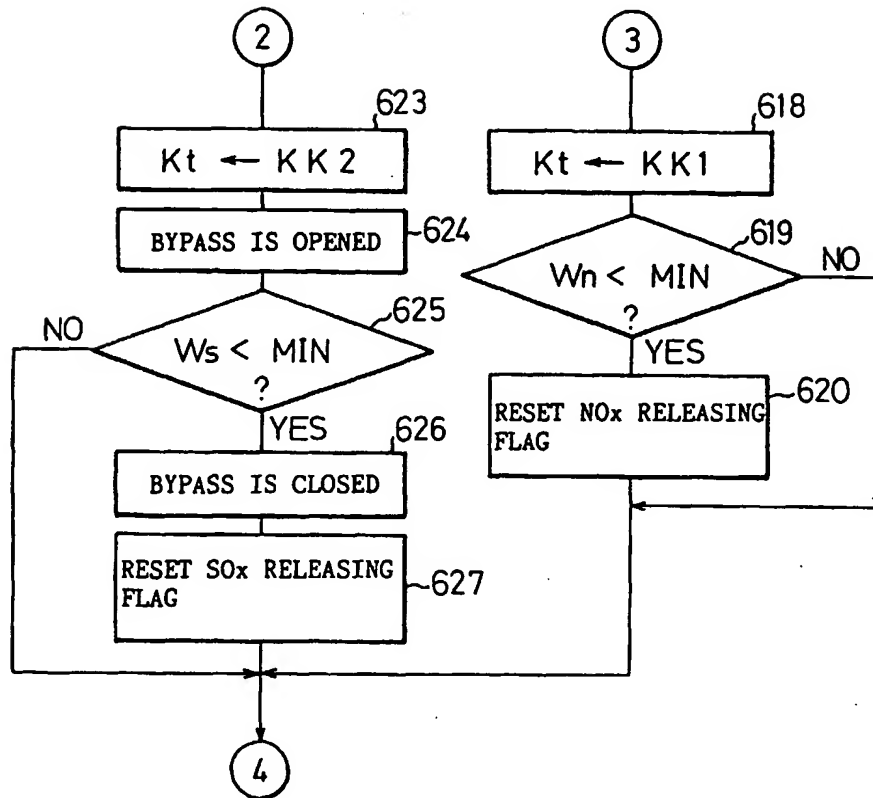 2
623
Kt ← KK2
BYPASS IS OPENED
624
625
NO
Ws < MIN
?
YES
626
BYPASS IS CLOSED
RESET SOx RELEASING
FLAG
627
3
618
Kt ← KK1
619
NO
Wn < MIN
?
YES
620
RESET NOx RELEASING
FLAG
4